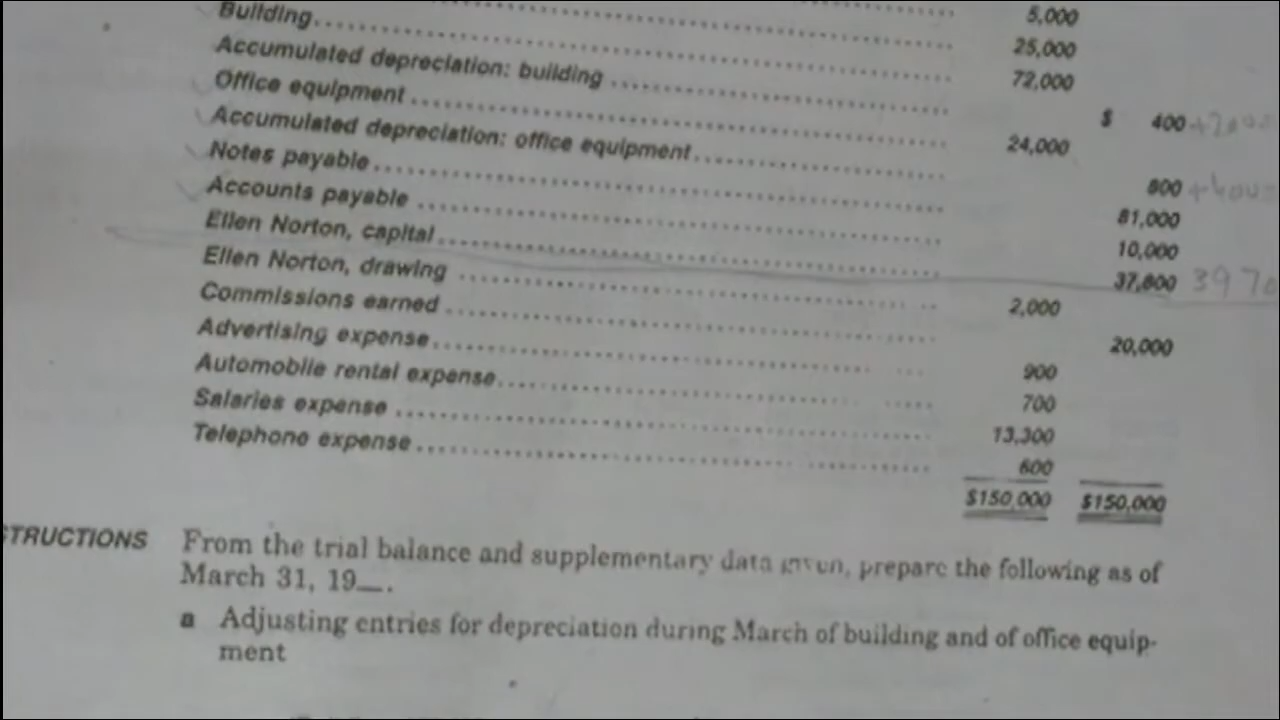 5,000
Building 25,000
Accumulated depreciation: building 72,000
Office equipment $ 400
Accumulated depreciation: office equipment 24,000
Notes payable 800
Accounts payable 81,000
Ellen Norton, capital 10,000
Ellen Norton, drawing 37,800
Commissions earned 2,000
Advertising expense 20,000
Automobile rental expense 900
Salaries expense 700
Telephone expense 13,300
600
$150,000 $150,000
STRUCTIONS From the trial balance and supplementary data given, prepare the following as of
March 31, 19__.
a Adjusting entries for depreciation during March of building and of office equip-
ment